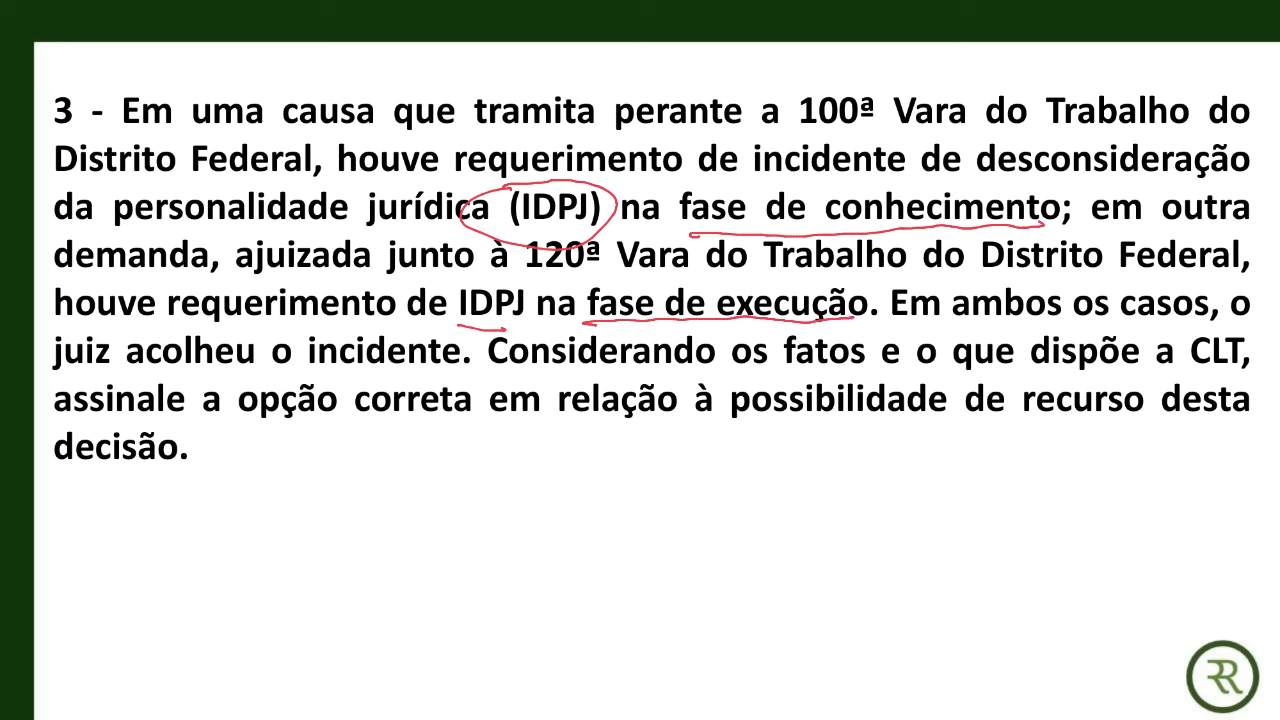 3 - Em uma causa que tramita perante a 100ª Vara do Trabalho do
Distrito Federal, houve requerimento de incidente de desconsideração
da personalidade jurídica (IDPJ) na fase de conhecimento; em outra
demanda, ajuizada junto à 120ª Vara do Trabalho do Distrito Federal,
houve requerimento de IDPJ na fase de execução. Em ambos os casos, o
juiz acolheu o incidente. Considerando os fatos e o que dispõe a CLT,
assinale a opção correta em relação à possibilidade de recurso desta
decisão.